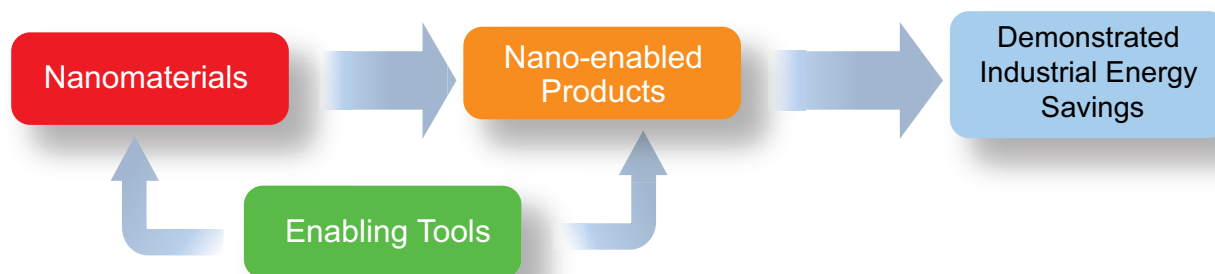 Nanomaterials
Nano-enabled
Products
Demonstrated
Industrial Energy
Savings
Enabling Tools